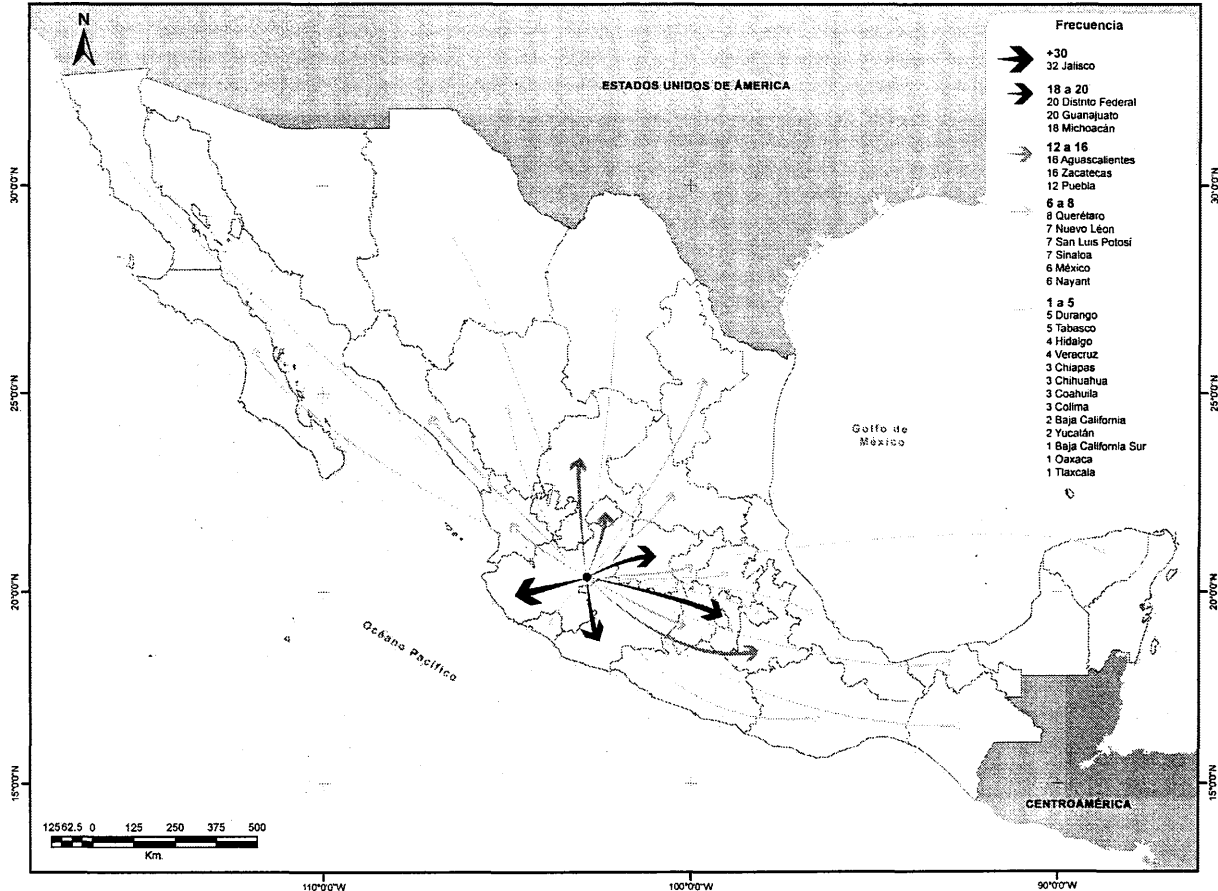 N
ESTADOS UNIDOS DE ÁMERICA
Frecuencia
+30
32 Jalisco
18 a 20
20 Distrito Federal
20 Guanajuato
18 Michoacán
12 a 16
16 Aguascalientes
16 Zacatecas
12 Puebla
6 a 8
8 Querétaro
7 Nuevo Léon
7 San Luis Potosí
7 Sinaloa
6 México
6 Nayarit
1 a 5
5 Durango
5 Tabasco
4 Hidalgo
4 Veracruz
3 Chiapas
3 Chihuahua
3 Coahuila
3 Colima
2 Baja California
2 Yucatán
1 Baja California Sur
1 Oaxaca
1 Tlaxcala
Golfo de
México
Océano Pacífico
CENTROAMÉRICA
30°0'0"N
30°0'0"N
25°0'0"N
25°0'0"N
20°0'0"N
20°0'0"N
15°0'0"N
15°0'0"N
12562.5 0 125 250 375 500
Km.
110°0'0"W
100°0'0"W
90°0'0"W